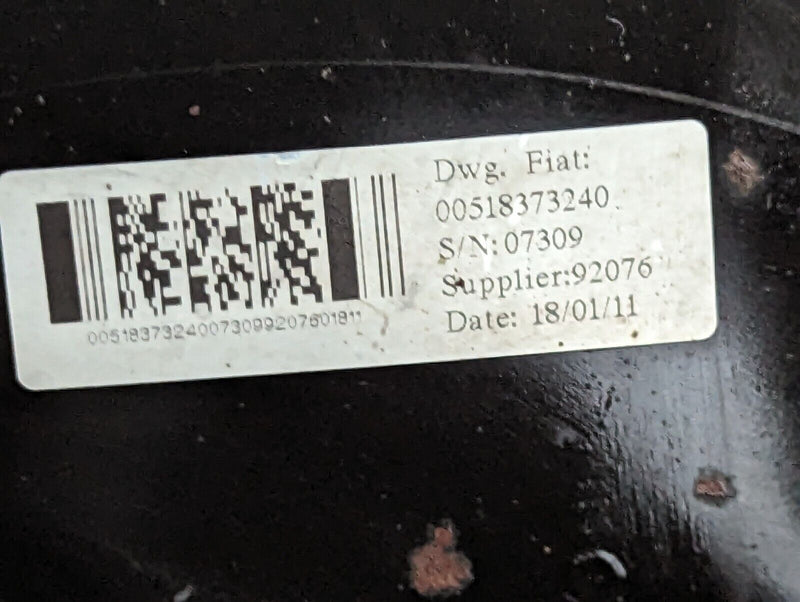 Dwg. Fiat:
00518373240
S/N: 07309
Supplier:92076
Date: 18/01/11
00518373240073099207601811